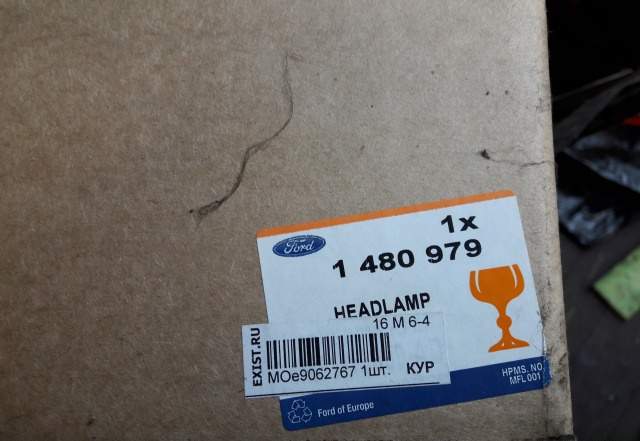 1x
Ford
1 480 979
HEADLAMP
16 M 6-4
EXIST.RU
MOe9062767 1шт. КУР
HPMS. NO
MFL 001
Ford of Europe